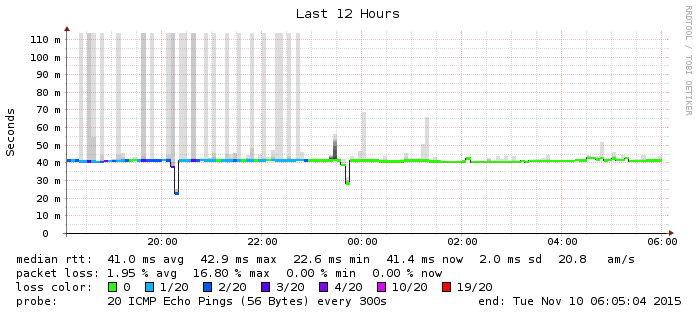 Last 12 Hours
RRDTOOL / TOBI OETIKER
Seconds
110 m
100 m
90 m
80 m
70 m
60 m
50 m
40 m
30 m
20 m
10 m
0
20:00 22:00 00:00 02:00 04:00 06:00
median rtt: 41.0 ms avg 42.9 ms max 22.6 ms min 41.4 ms now 2.0 ms sd 20.8 am/s
packet loss: 1.95 % avg 16.80 % max 0.00 % min 0.00 % now
loss color: 0 1/20 2/20 3/20 4/20 10/20 19/20
probe: 20 ICMP Echo Pings (56 Bytes) every 300s end: Tue Nov 10 06:05:04 2015